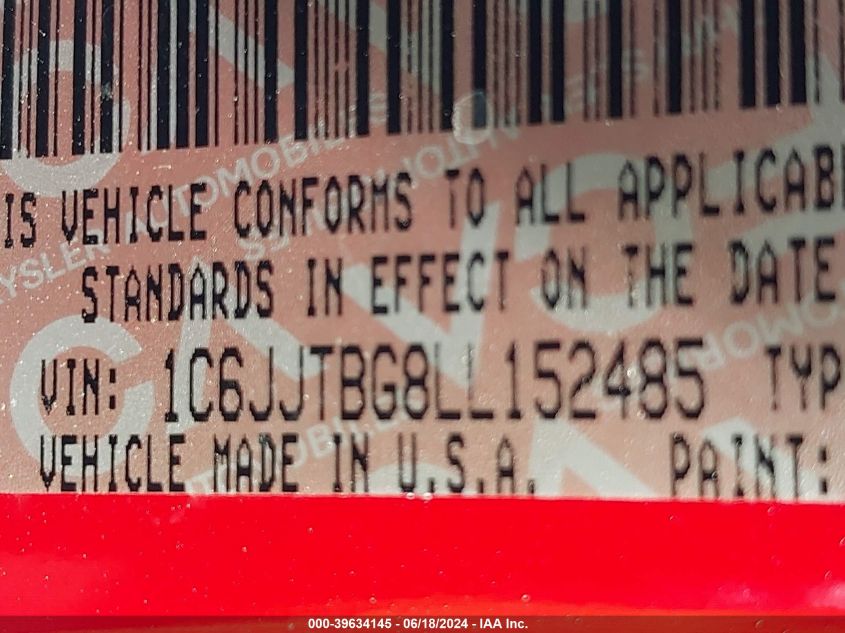 IS VEHICLE CONFORMS TO ALL APPLICAB
STANDARDS IN EFFECT ON THE DATE
VIN: 1C6JJTBG8LL152485 TYP
VEHICLE MADE IN U.S.A. PAINT:
000-39634145 - 06/18/2024 - IAA Inc.